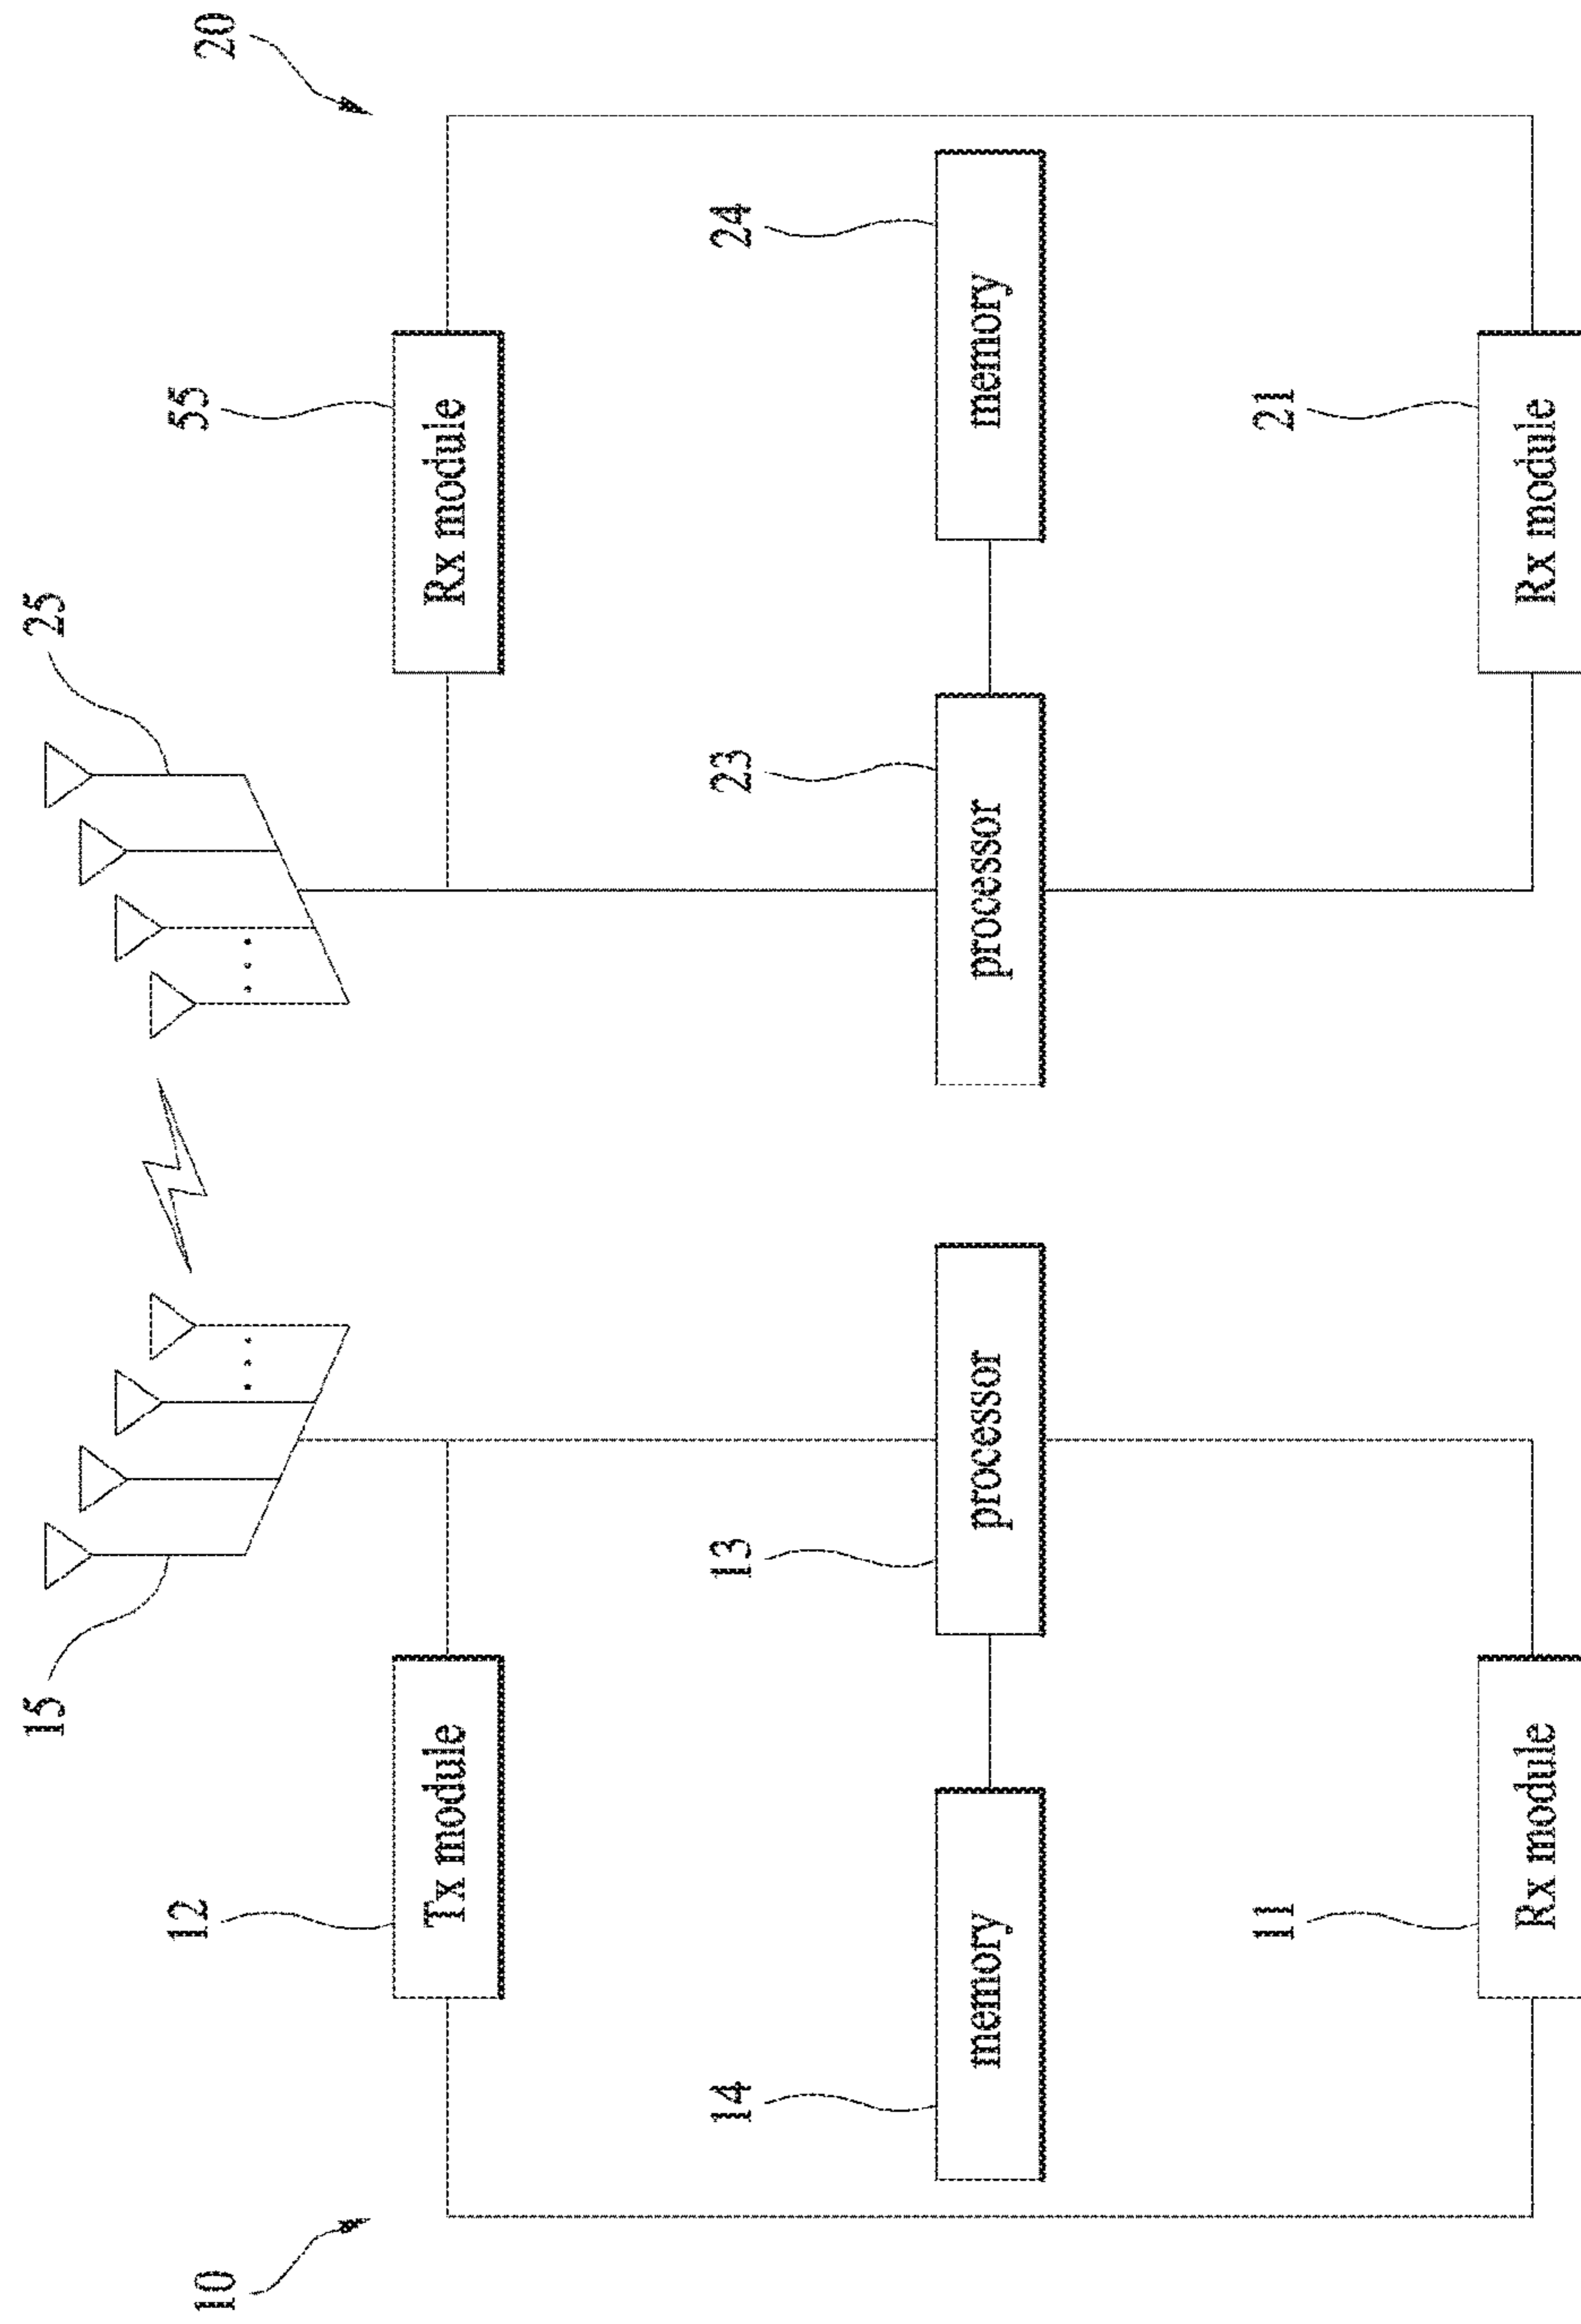 10
20
15
25
12
Tx module
55
Rx module
14
memory
13
processor
23
processor
24
memory
11
Rx module
21
Rx module